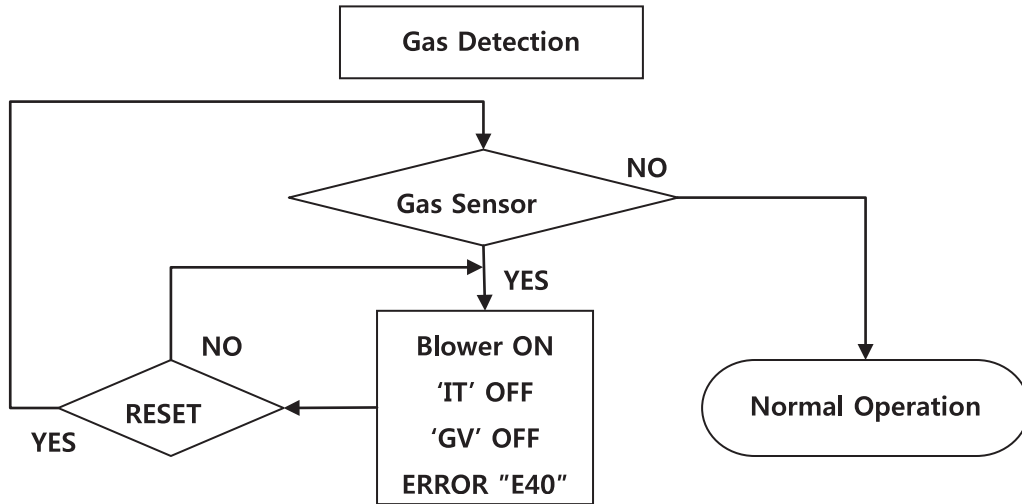 Gas Detection
NO
Gas Sensor
YES
Blower ON
‘IT’ OFF
‘GV’ OFF
ERROR ”E40”
NO
RESET
YES
Normal Operation